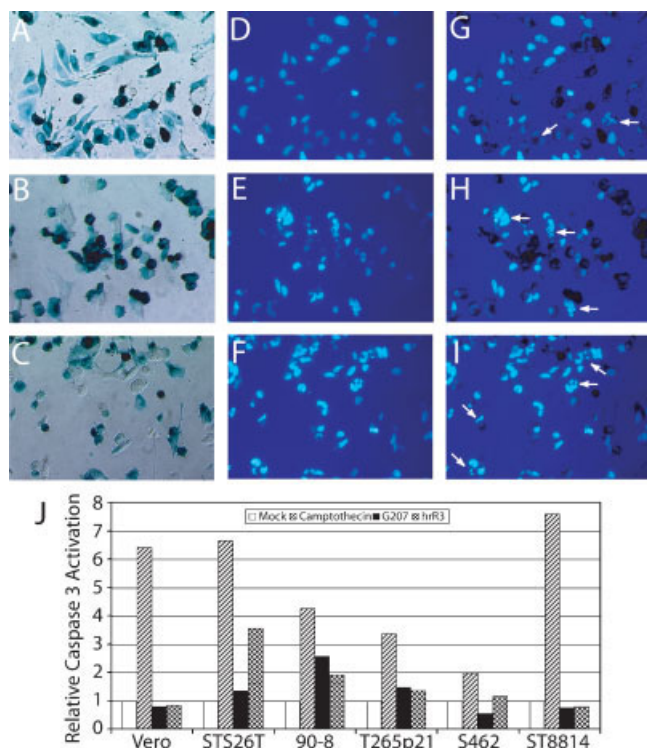 A D G
B E H
C F I
J
Mock Camptothecin G207 hrR3
Relative Caspase 3 Activation
8
7
6
5
4
3
2
1
0
Vero STS26T 90-8 T265p21 S462 ST8814